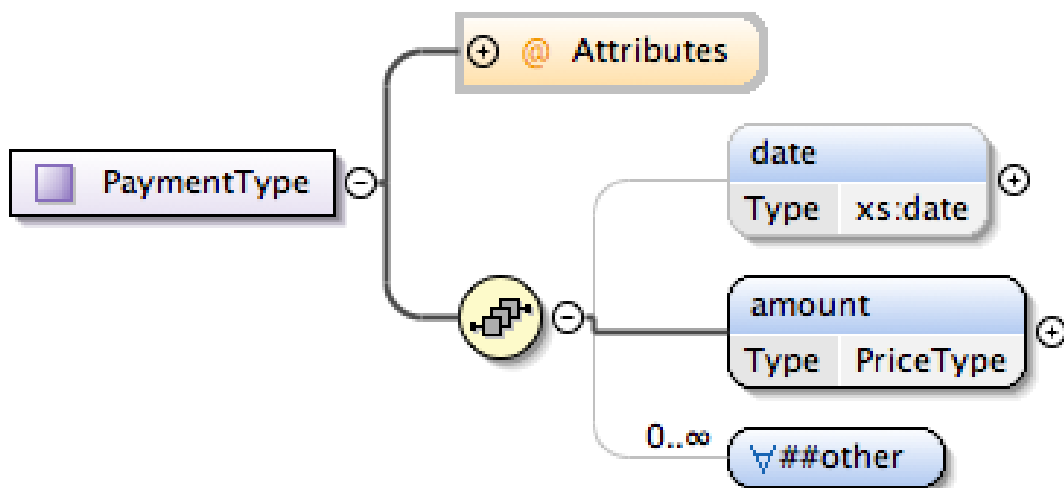 @ Attributes
PaymentType
date
Type xs:date
amount
Type PriceType
0..∞
##other